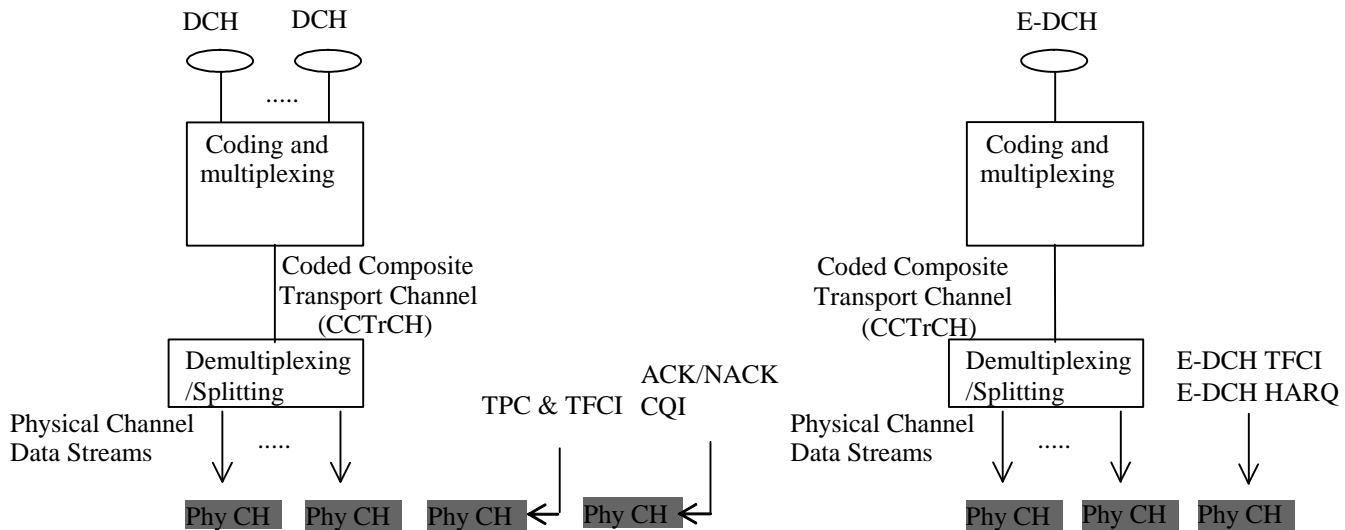 DCH
DCH
E-DCH
.....
Coding and
multiplexing
Coding and
multiplexing
Coded Composite
Transport Channel
(CCTrCH)
Coded Composite
Transport Channel
(CCTrCH)
Demultiplexing
/Splitting
TPC & TFCI
ACK/NACK
CQI
Demultiplexing
/Splitting
E-DCH TFCI
E-DCH HARQ
Physical Channel
Data Streams
.....
Physical Channel
Data Streams
.....
Phy CH
Phy CH
Phy CH
Phy CH
Phy CH
Phy CH
Phy CH